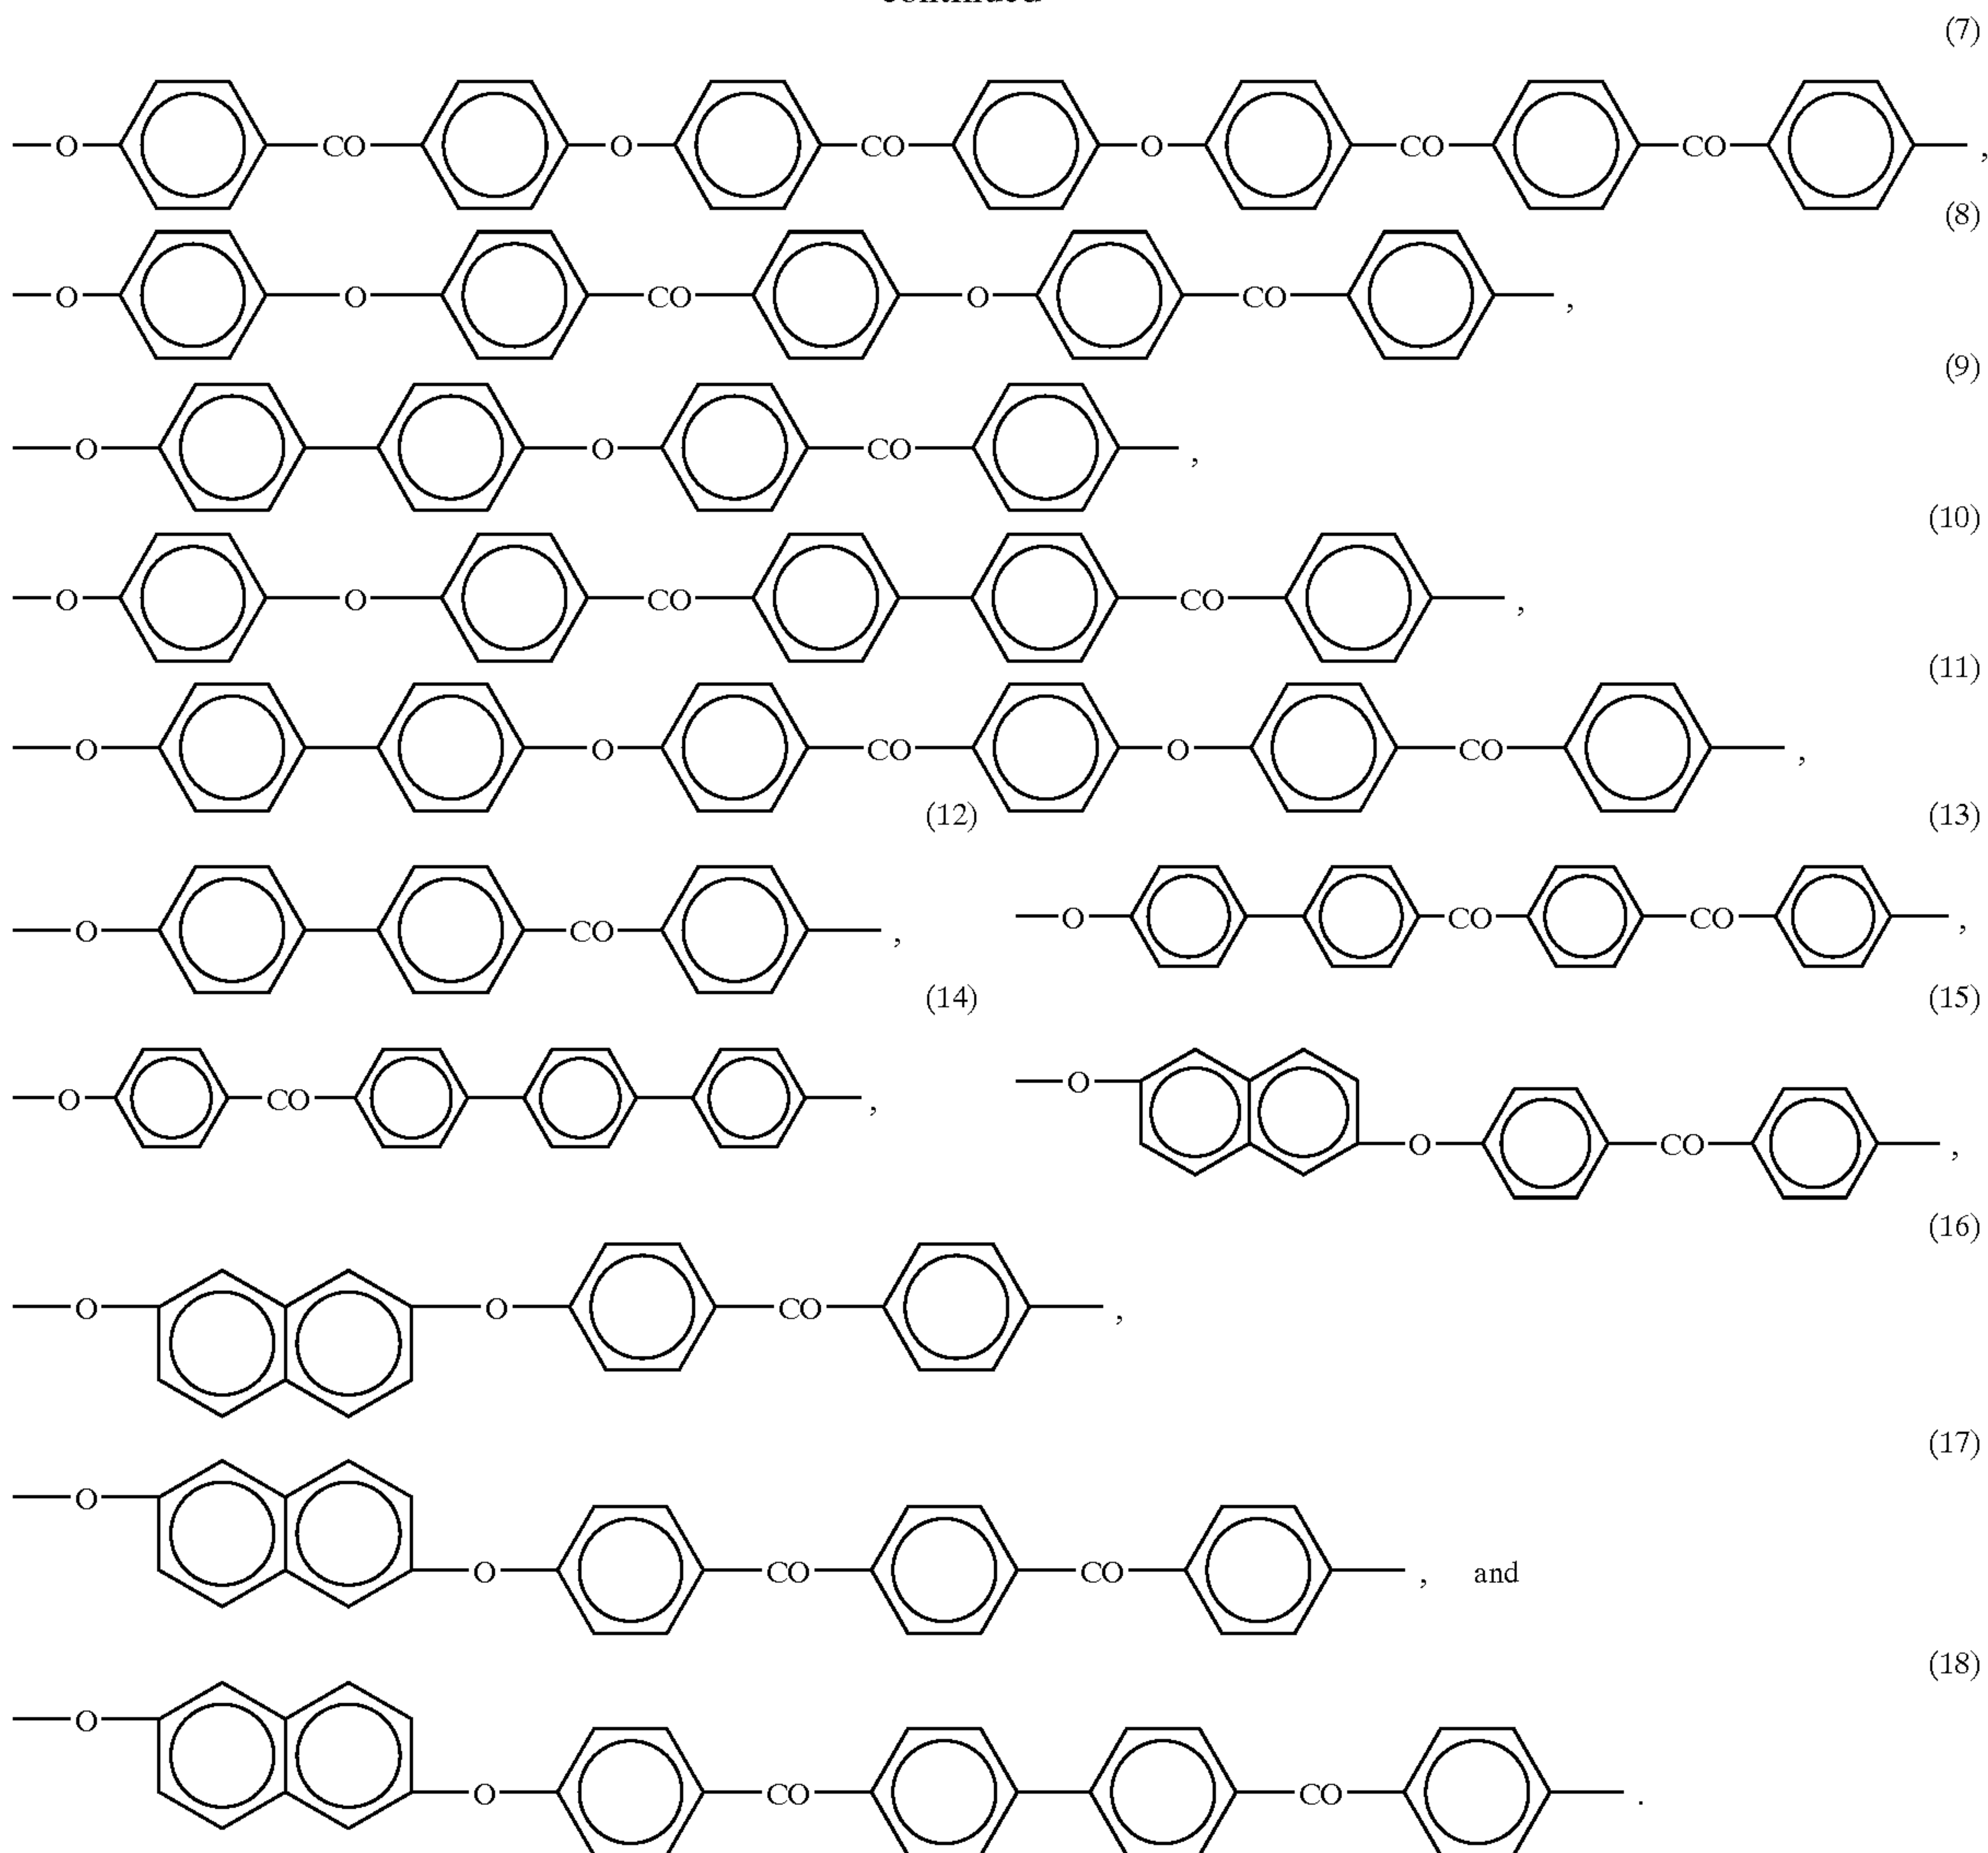 continued
(7)
O CO O CO O CO CO ,
(8)
O O CO O CO ,
(9)
O O CO ,
(10)
O O CO CO ,
(11)
O O CO O CO ,
(12) (13)
O CO , O CO CO ,
(14) (15)
O CO , O O CO ,
(16)
O O CO ,
(17)
O O CO CO , and
(18)
O O CO CO .